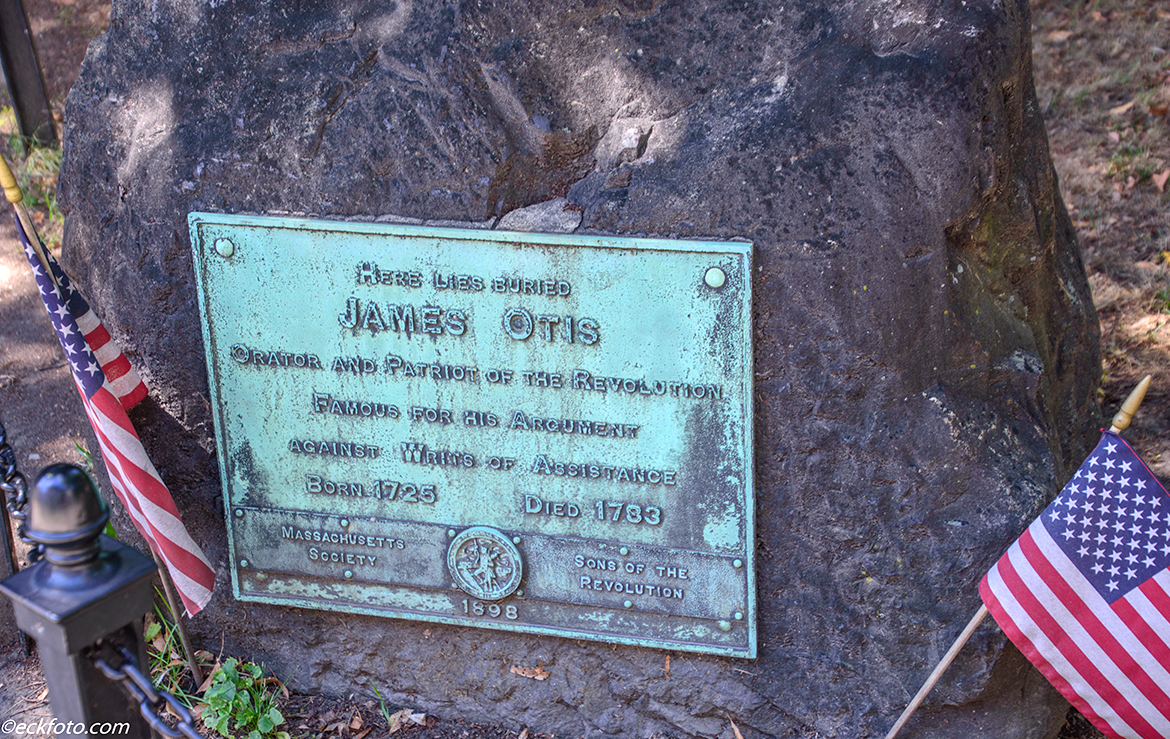 Here lies buried
James Otis
Orator and Patriot of the Revolution
Famous for his Argument
against Writs of Assistance
Born 1725 Died 1783
Massachusetts
Society
Sons of the
Revolution
1898
©eckfoto.com